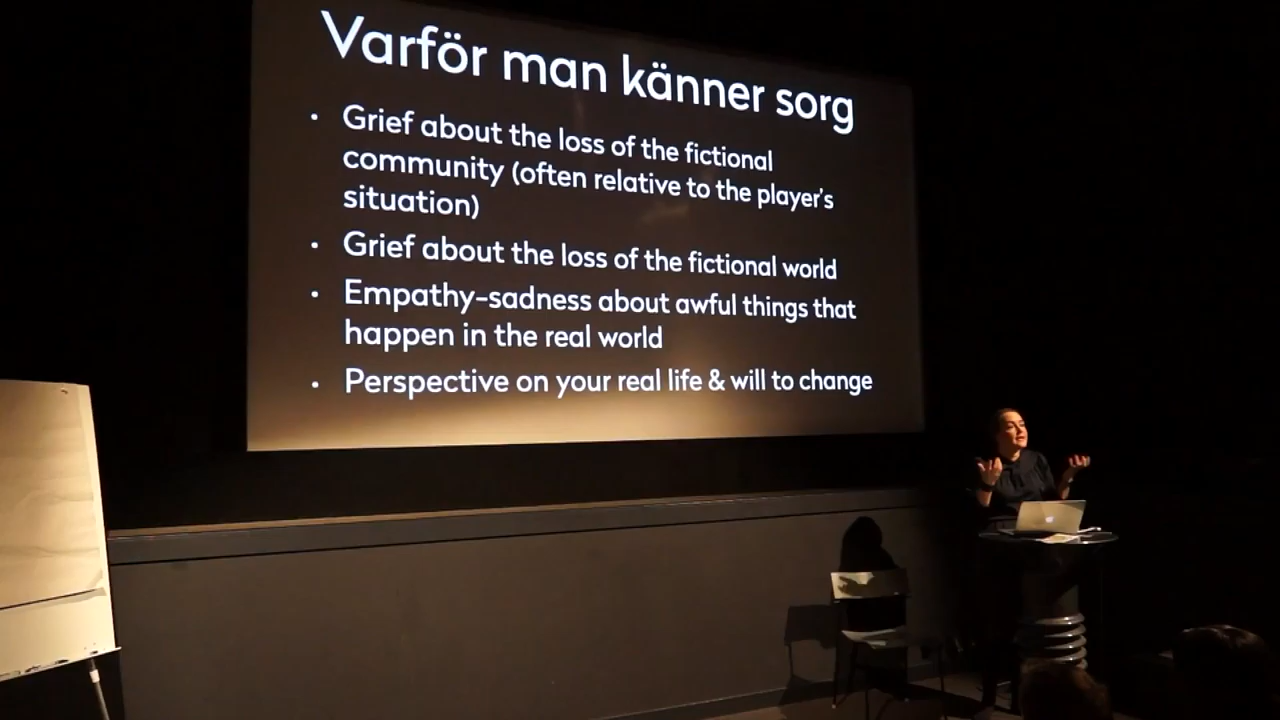 Varför man känner sorg
• Grief about the loss of the fictional
community (often relative to the player's
situation)
• Grief about the loss of the fictional world
• Empathy-sadness about awful things that
happen in the real world
• Perspective on your real life & will to change